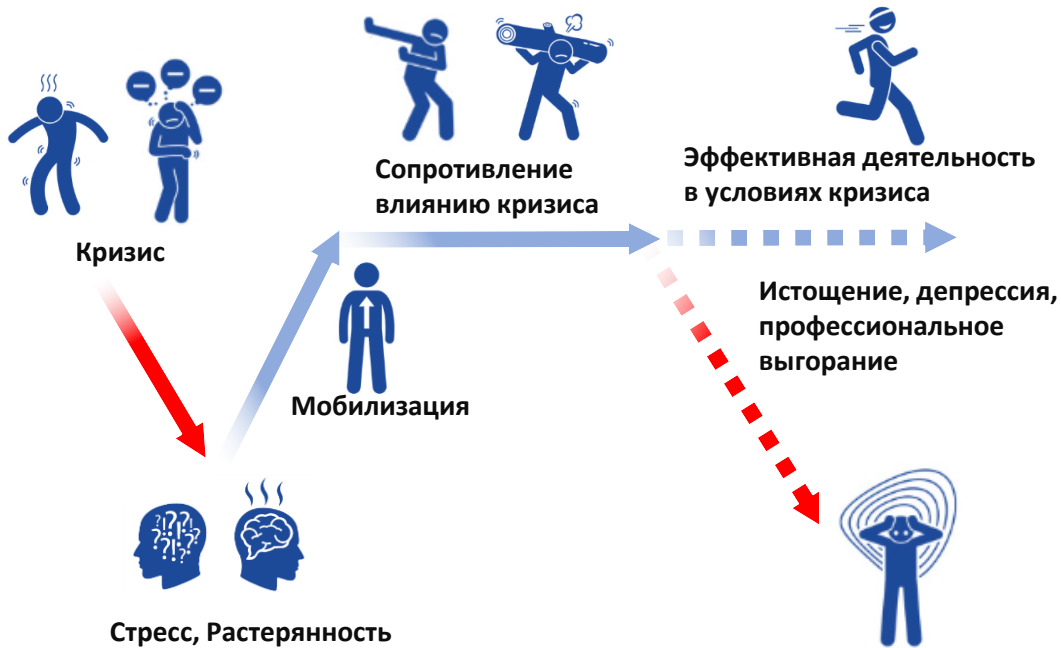 Кризис
Стресс, Растерянность
Мобилизация
Сопротивление
влиянию кризиса
Эффективная деятельность
в условиях кризиса
Истощение, депрессия,
профессиональное
выгорание